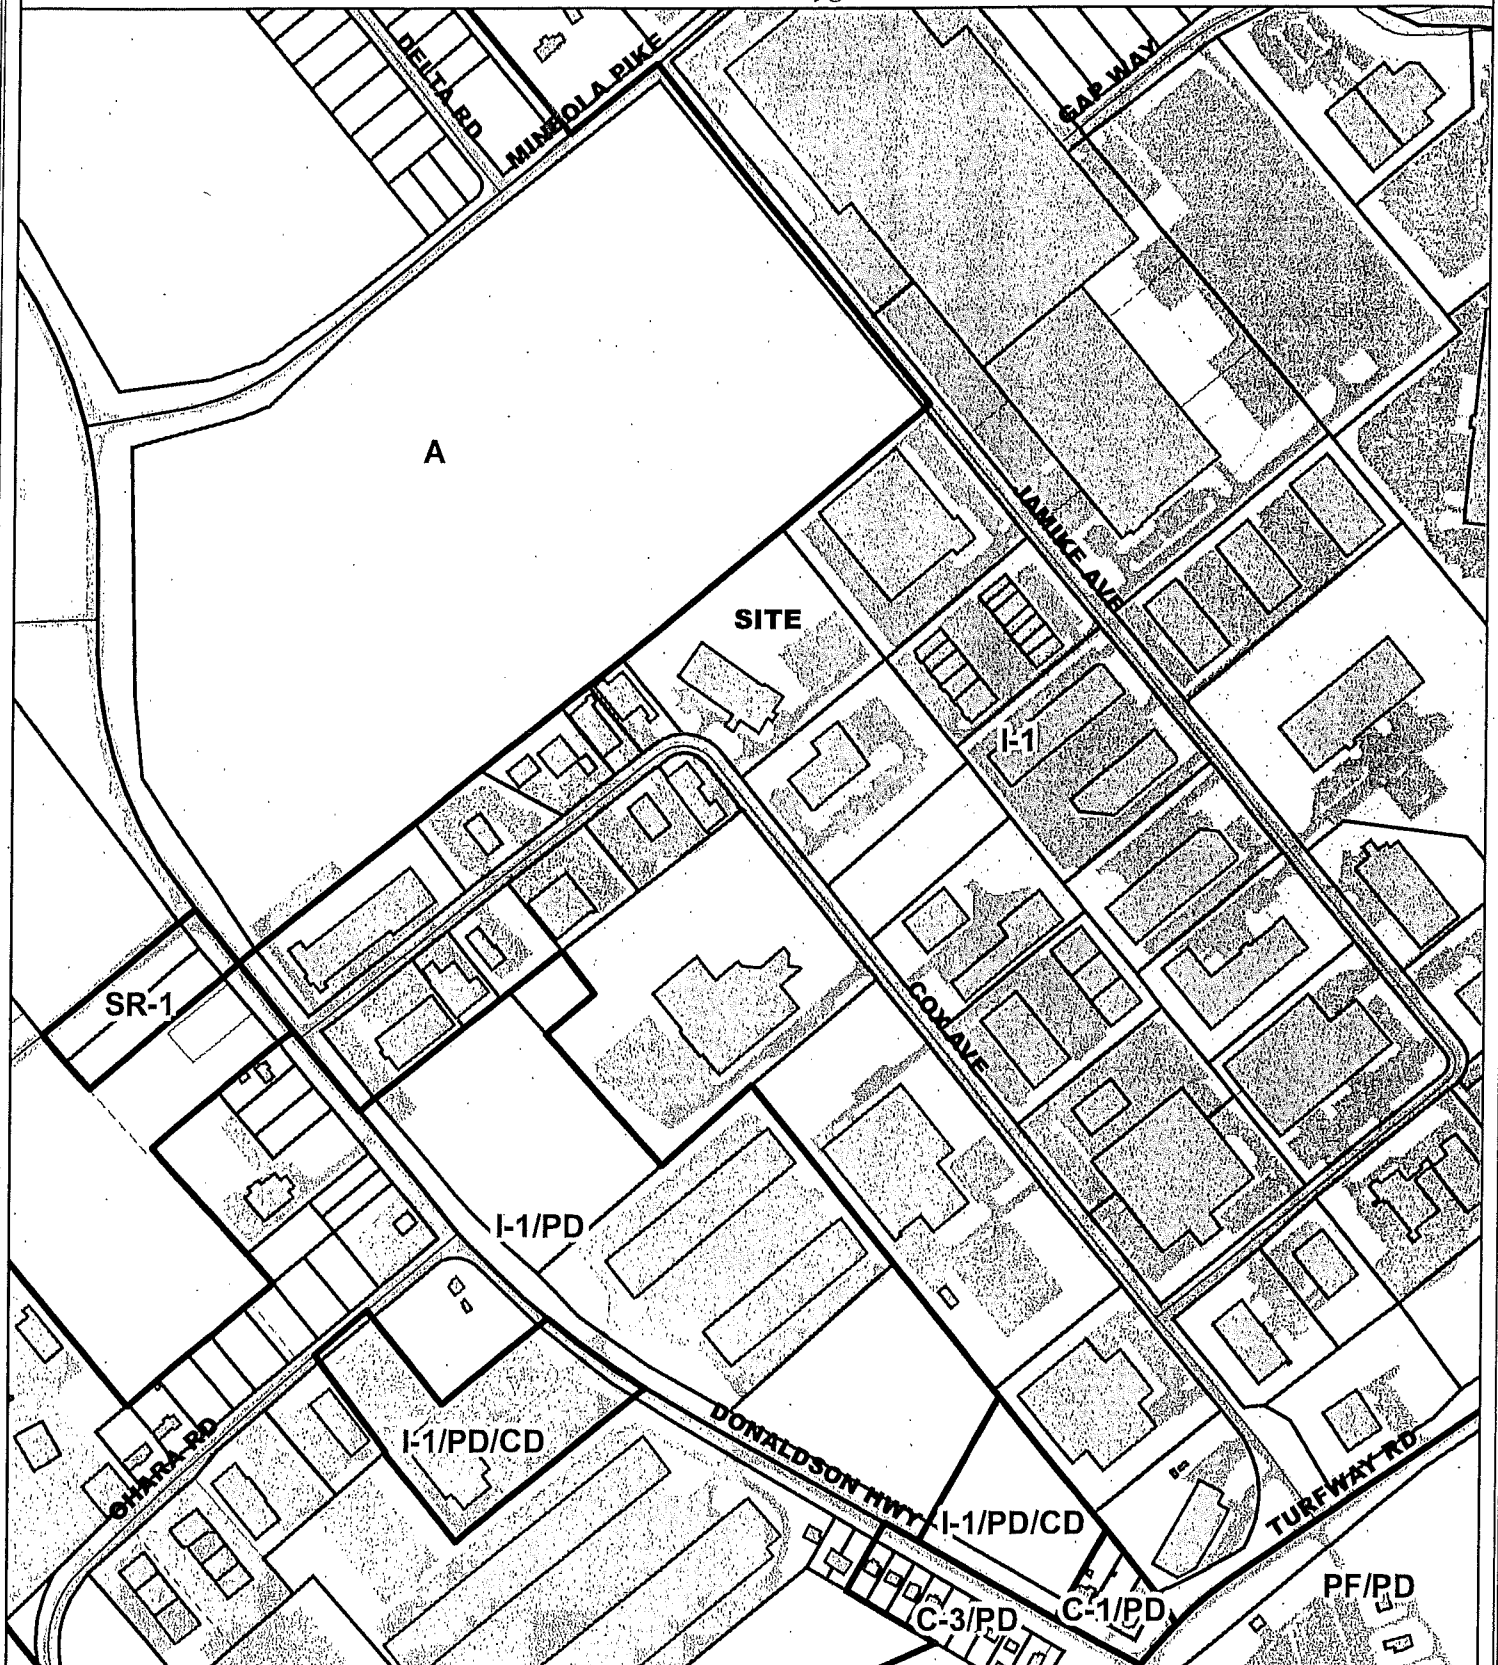 DELTA RD
MINEOLA PIKE
GAP WAY
A
JAMIKE AVE
SITE
I-1
SR-1
COX AVE
I-1/PD
I-1/PD/CD
OHARA RD
DONALDSON HWY
I-1/PD/CD
TURFWAY RD
PF/PD
C-1/PD
C-3/PD